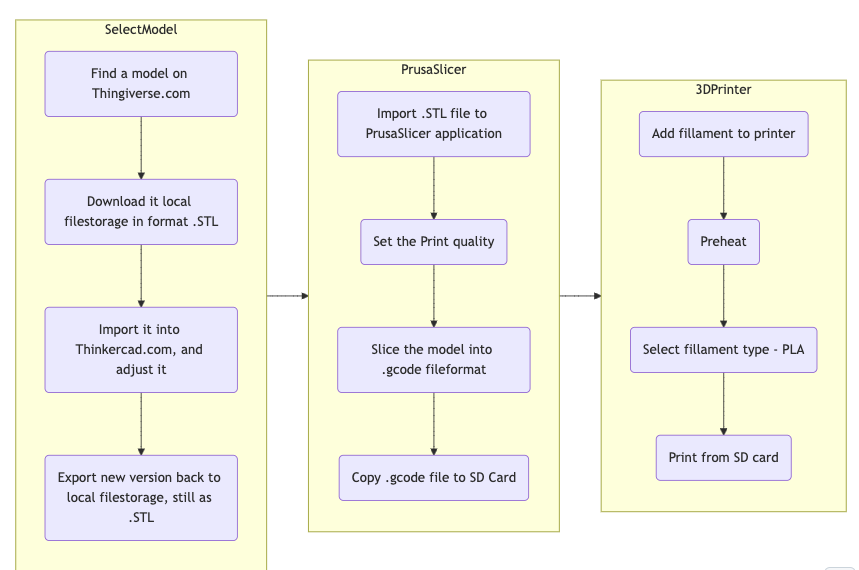 SelectModel
Find a model on
Thingiverse.com
Download it local
filestorage in format .STL
Import it into
Thinkercad.com, and
adjust it
Export new version back to
local filestorage, still as
.STL
PrusaSlicer
Import .STL file to
PrusaSlicer application
Set the Print quality
Slice the model into
.gcode fileformat
Copy .gcode file to SD Card
3DPrinter
Add fillament to printer
Preheat
Select fillament type - PLA
Print from SD card